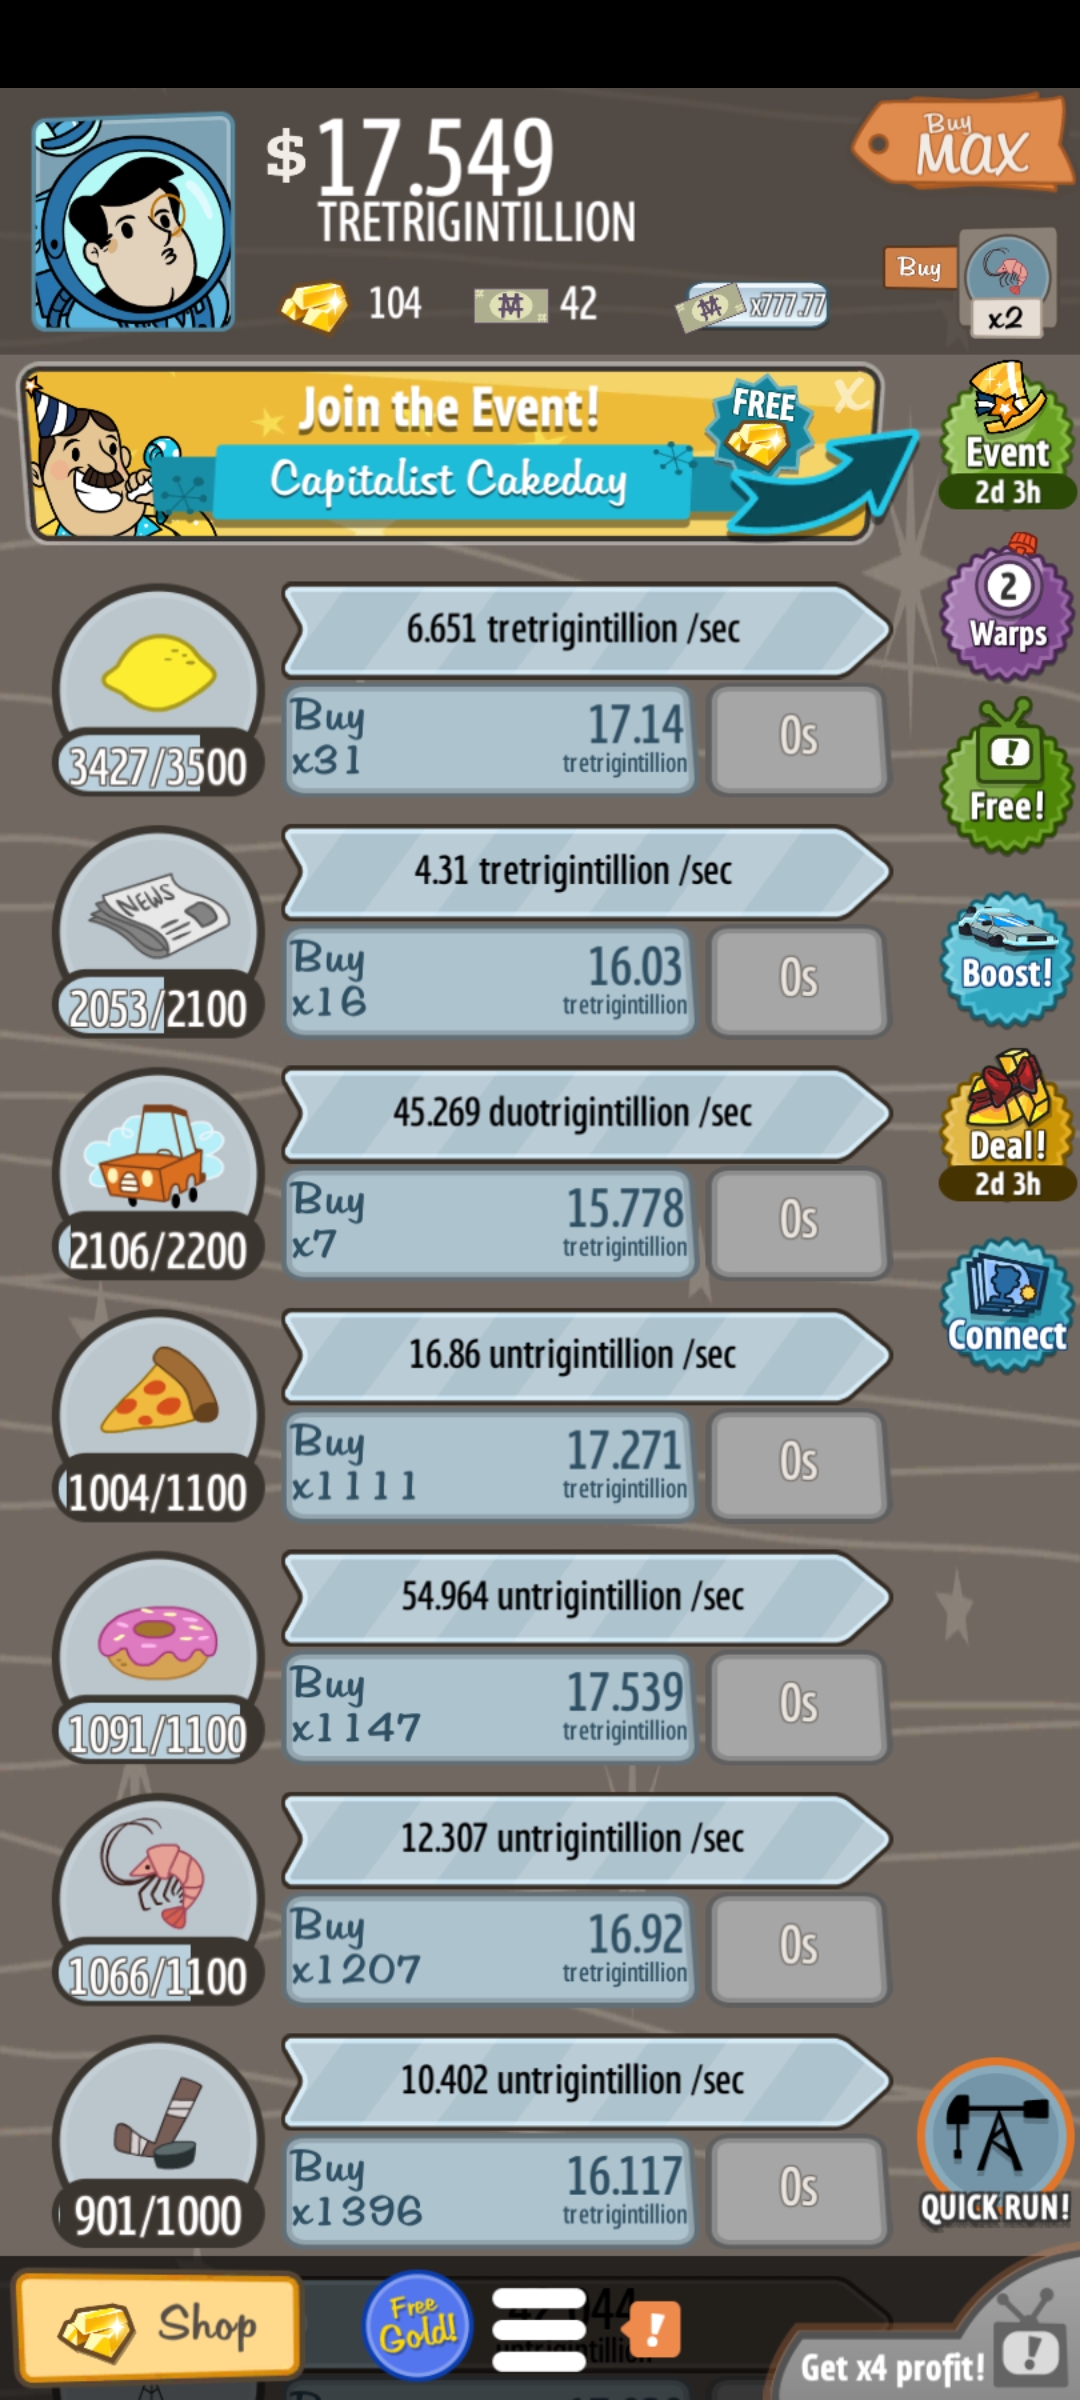 $17.549
TRETRIGINTILLION
Buy
MAX
104
42
x777.77
Buy
x2
Join the Event!
FREE
X
Capitalist Cakeday
Event
2d 3h
6.651 tretrigintillion /sec
3427/3500
Buy
x31
17.14
tretrigintillion
0s
2
Warps
NEWS
4.31 tretrigintillion /sec
2053/2100
Buy
x16
16.03
tretrigintillion
0s
!
Free!
Boost!
45.269 duotrigintillion /sec
2106/2200
Buy
x7
15.778
tretrigintillion
0s
Deal!
2d 3h
16.86 untrigintillion /sec
1004/1100
Buy
x1111
17.271
tretrigintillion
0s
Connect
54.964 untrigintillion /sec
1091/1100
Buy
x1147
17.539
tretrigintillion
0s
12.307 untrigintillion /sec
1066/1100
Buy
x1207
16.92
tretrigintillion
0s
10.402 untrigintillion /sec
901/1000
Buy
x1396
16.117
tretrigintillion
0s
QUICK RUN!
Shop
Free
Gold!
!
Get x4 profit!
!